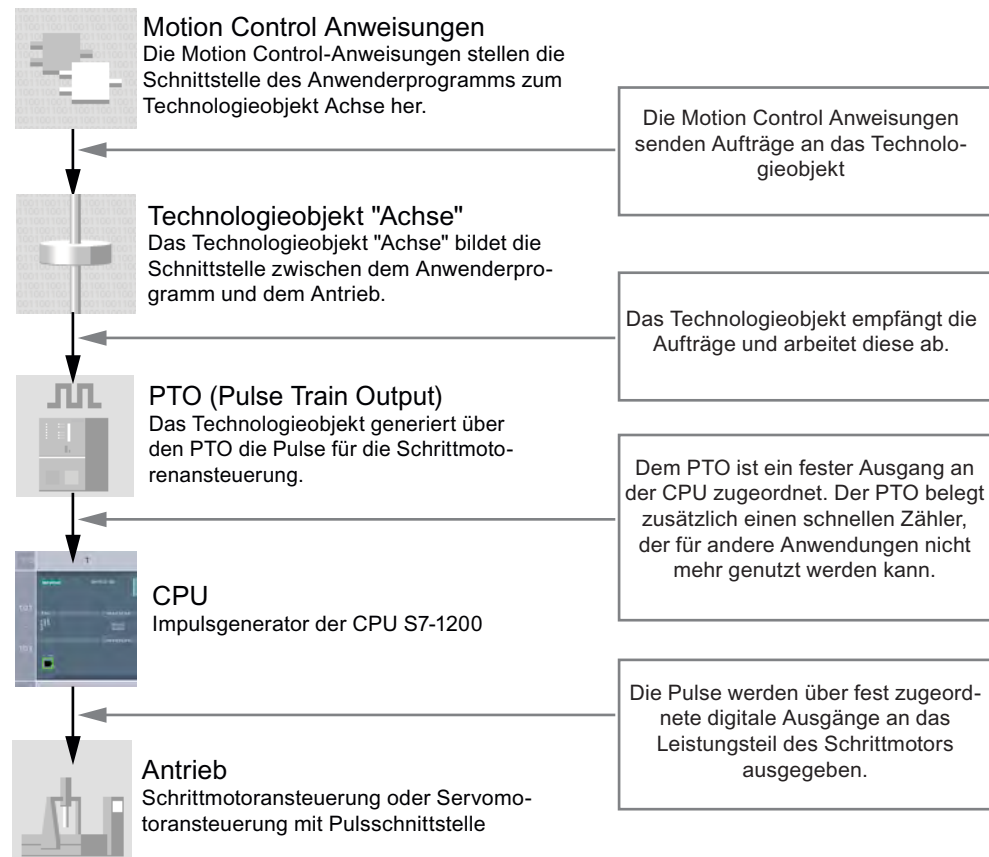 Motion Control Anweisungen
Die Motion Control-Anweisungen stellen die
Schnittstelle des Anwenderprogramms zum
Technologieobjekt Achse her.
Die Motion Control Anweisungen
senden Aufträge an das Technolo-
gieobjekt
Technologieobjekt "Achse"
Das Technologieobjekt "Achse" bildet die
Schnittstelle zwischen dem Anwenderpro-
gramm und dem Antrieb.
Das Technologieobjekt empfängt die
Aufträge und arbeitet diese ab.
PTO (Pulse Train Output)
Das Technologieobjekt generiert über
den PTO die Pulse für die Schrittmoto-
renansteuerung.
Dem PTO ist ein fester Ausgang an
der CPU zugeordnet. Der PTO belegt
zusätzlich einen schnellen Zähler,
der für andere Anwendungen nicht
mehr genutzt werden kann.
1
CPU
Impulsgenerator der CPU S7-1200
Die Pulse werden über fest zugeord-
nete digitale Ausgänge an das
Leistungsteil des Schrittmotors
ausgegeben.
Antrieb
Schrittmotoransteuerung oder Servomo-
toransteuerung mit Pulsschnittstelle